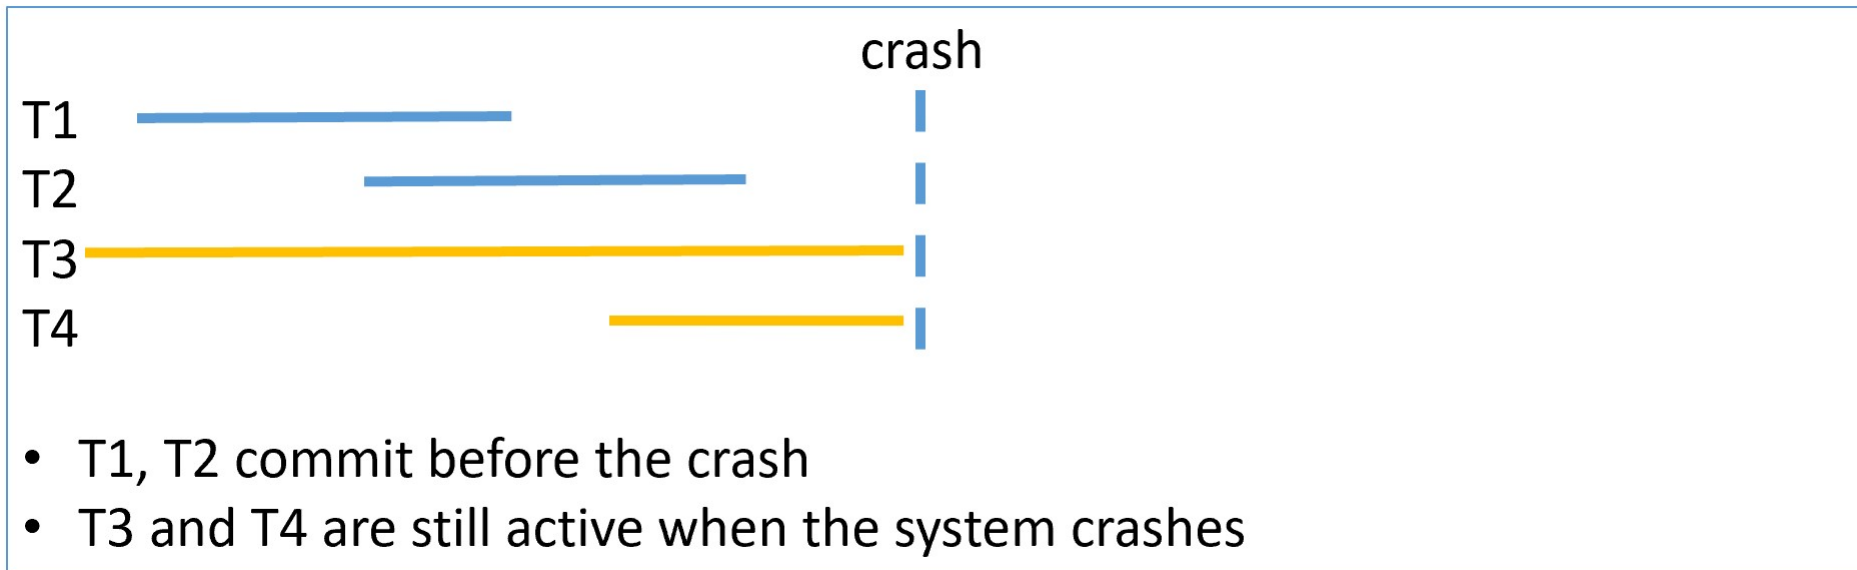 crash
T1
T2
T3
T4
• T1, T2 commit before the crash
• T3 and T4 are still active when the system crashes